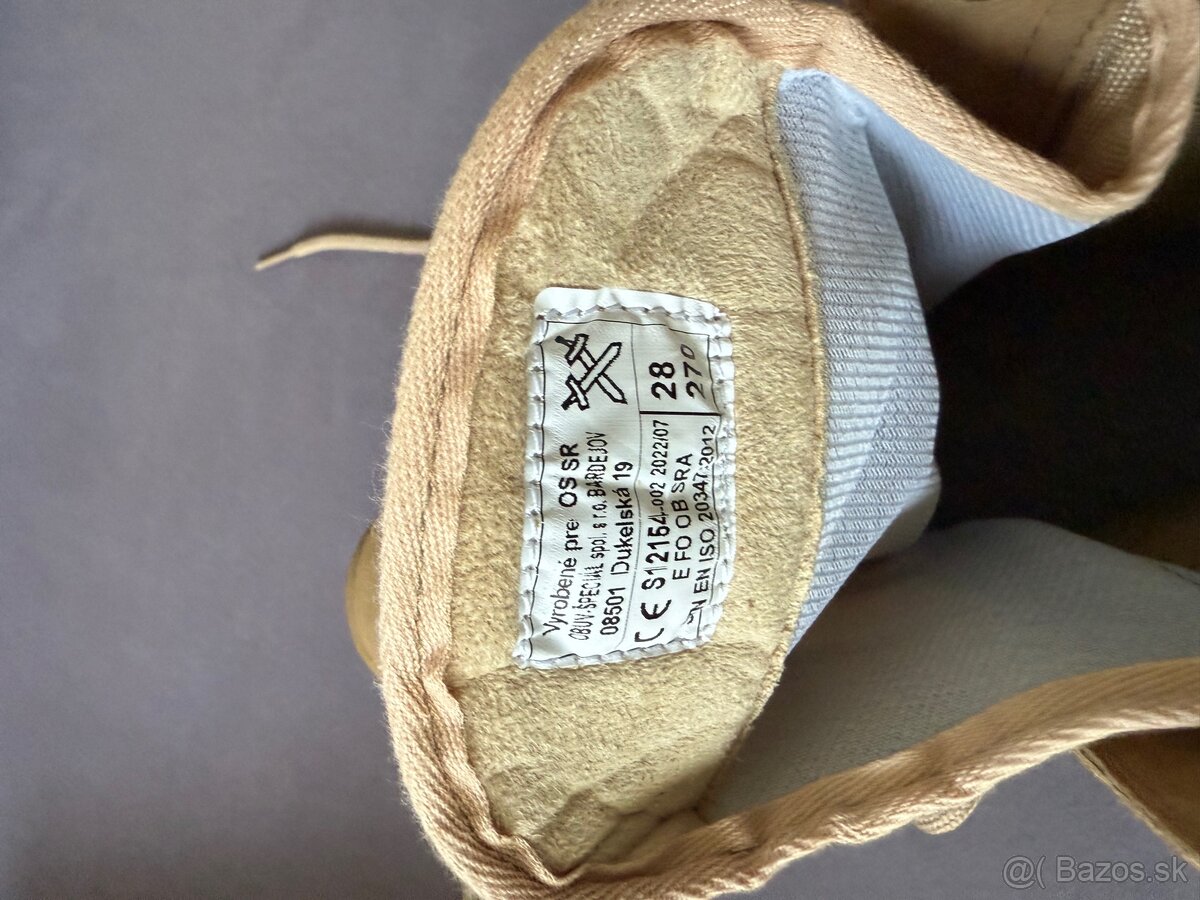 Vyrobené pre OS SR
OBUV-ŠPECIÁL spol. s r.o. BARDEJOV
08501 Dukelská 19
CE S12154.002 2022/07
28
E FO OB SRA
270
EN ISO 20347:2012
@( Bazos.sk